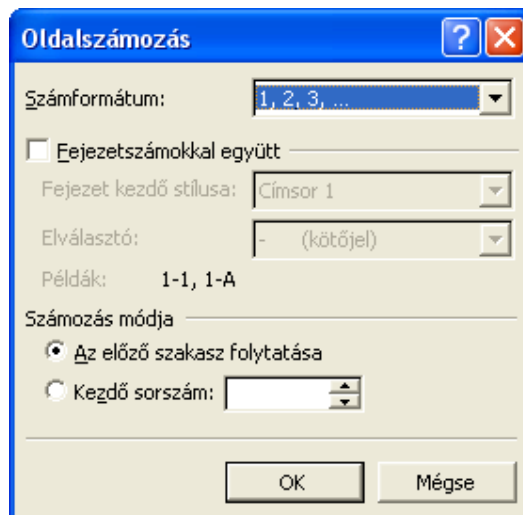 Oldalszámozás
Számformátum: 1, 2, 3, ...
Fejezetszámokkal együtt
Fejezet kezdő stílusa: Címsor 1
Elválasztó: - (kötőjel)
Példák: 1-1, 1-A
Számozás módja
Az előző szakasz folytatása
Kezdő sorszám:
OK Mégse